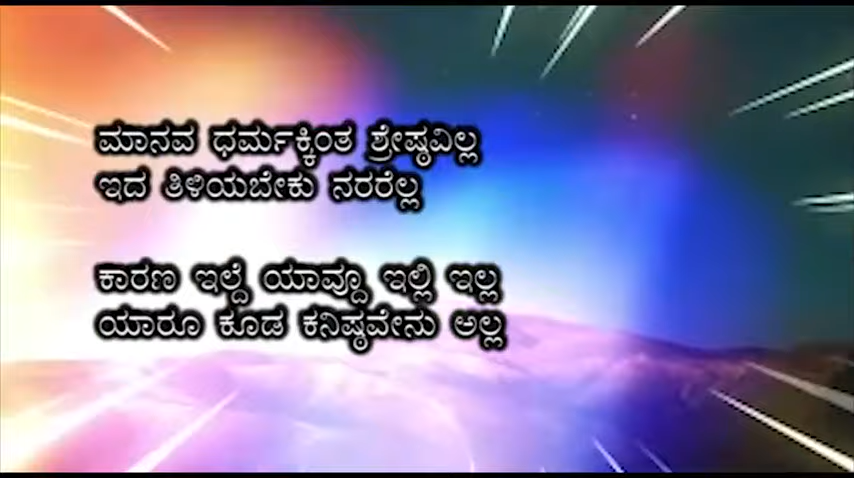 ಮಾನವ ಧರ್ಮಕ್ಕಿಂತ ಶ್ರೇಷ್ಠವಿಲ್ಲ
ಇದ ತಿಳಿಯಬೇಕು ನರರೆಲ್ಲ
ಕಾರಣ ಇಲ್ದೆ ಯಾವ್ದೂ ಇಲ್ಲಿ ಇಲ್ಲ
ಯಾರೂ ಕೂಡ ಕನಿಷ್ಠವೇನು ಅಲ್ಲ